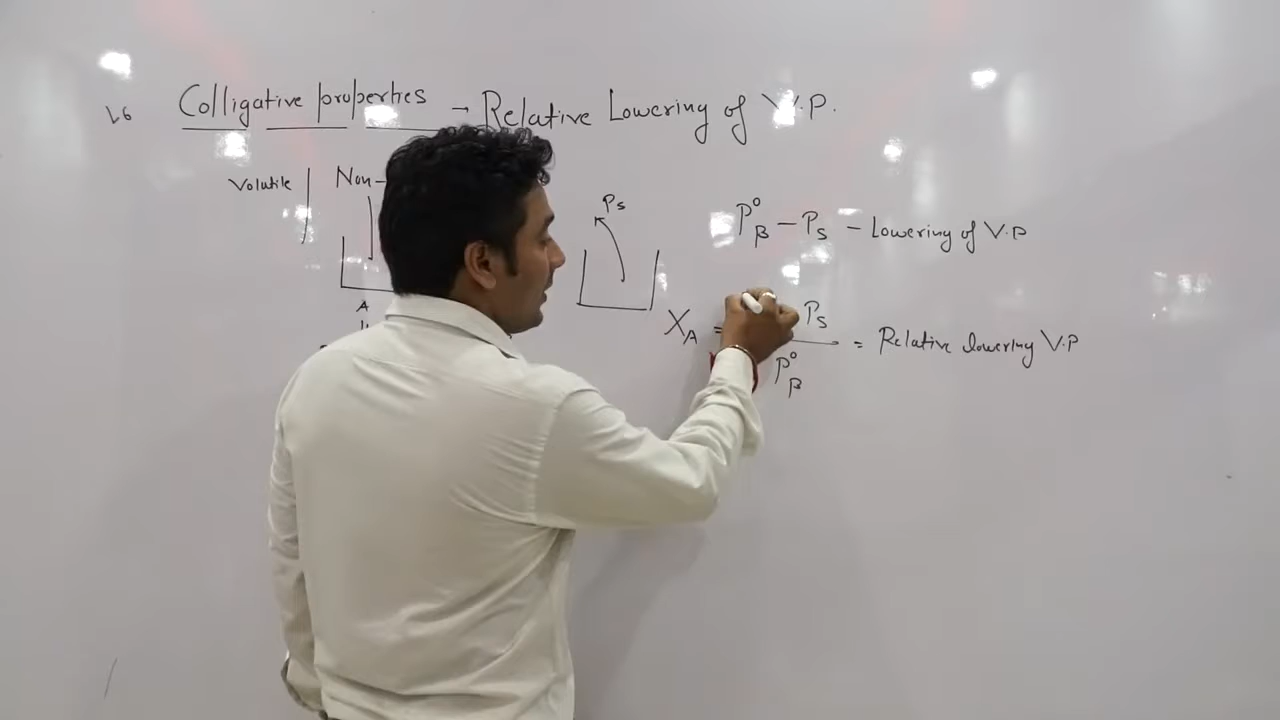 L6 Colligative properties → Relative Lowering of V.P.
Volatile Non-
Ps
P°β - Ps - Lowering of V.P
A
XA = Ps / P°β = Relative lowering V.P